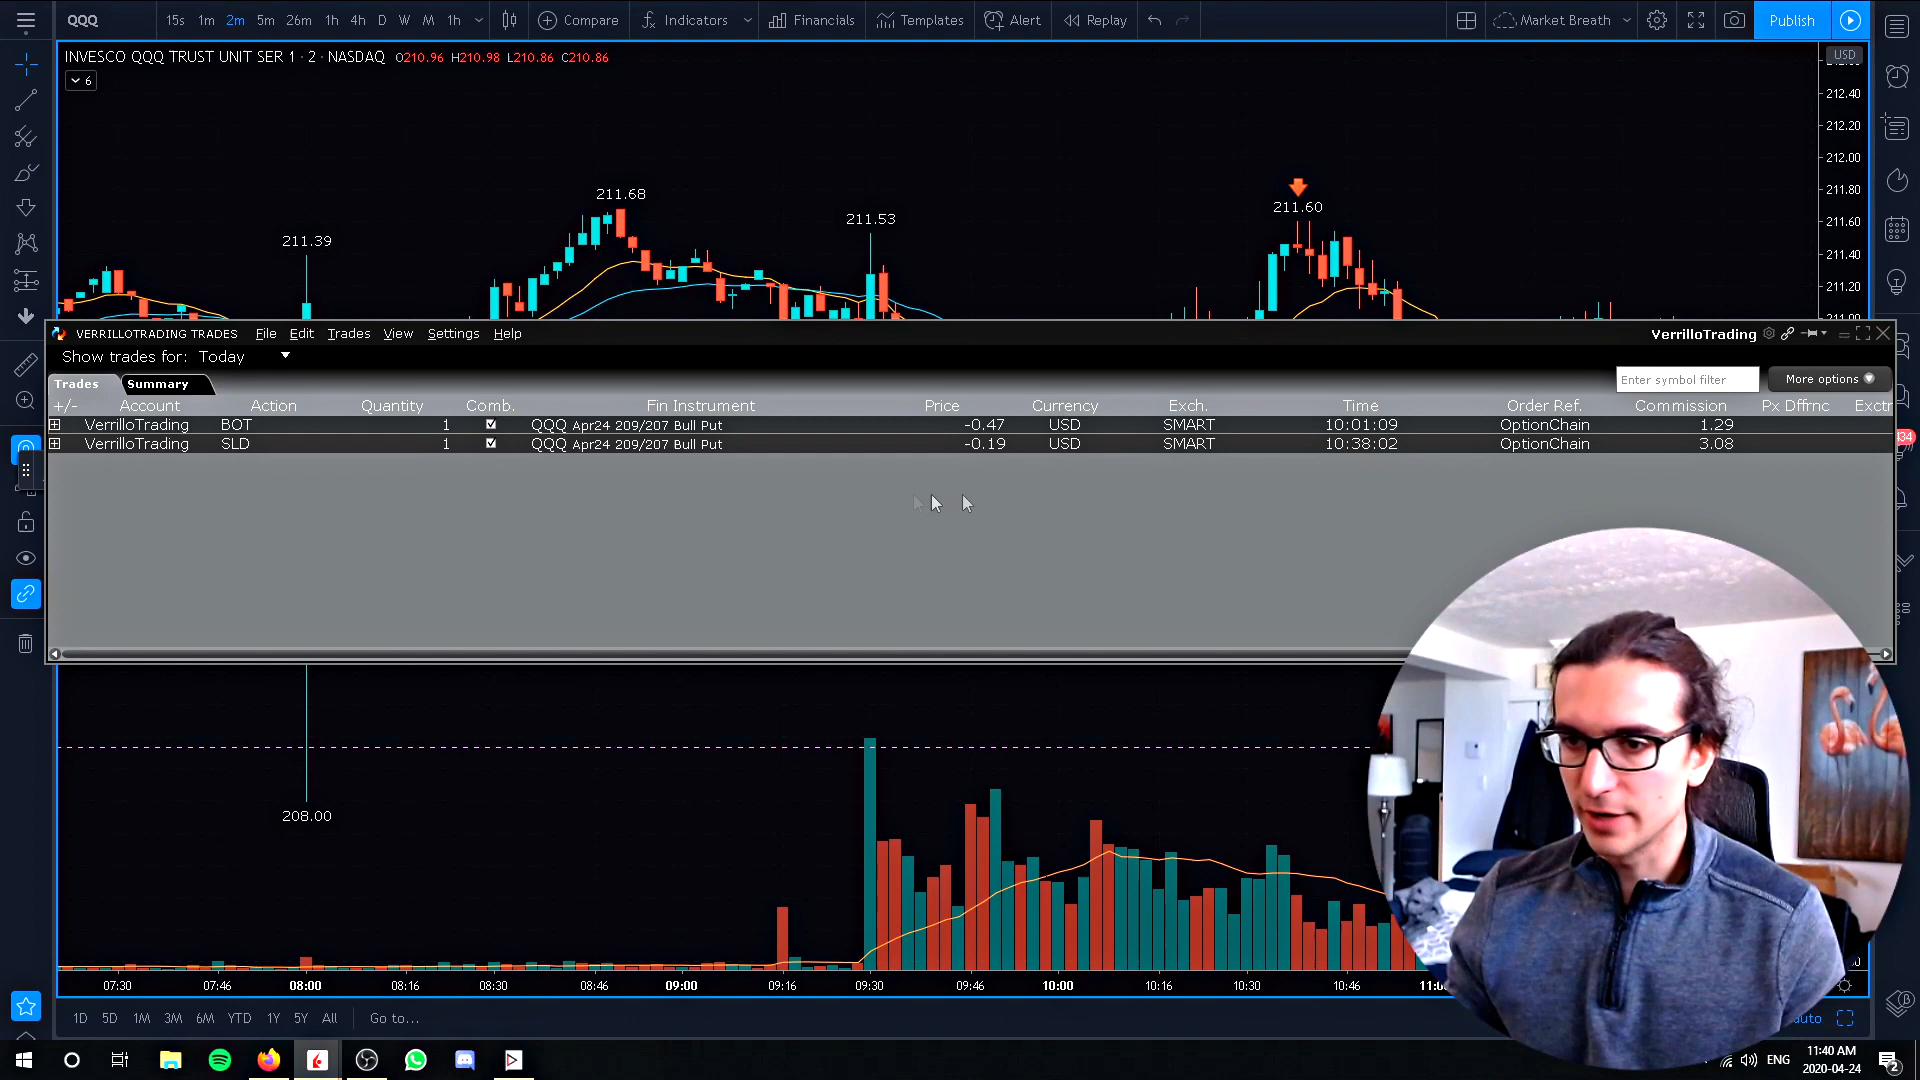 QQQ 15s 1m 2m 5m 26m 1h 4h D W M 1h Compare Indicators Financials Templates Alert Replay Market Breath Publish
INVESCO QQQ TRUST UNIT SER 1 · 2 · NASDAQ O210.96 H210.98 L210.86 C210.86
USD
6
212.40
212.20
212.00
211.80
211.60
211.40
211.20
211.00
211.39
211.68
211.53
211.60
VERRILLOTRADING TRADES File Edit Trades View Settings Help VerrilloTrading
Show trades for: Today
Trades Summary Enter symbol filter More options
+/- Account Action Quantity Comb. Fin Instrument Price Currency Exch. Time Order Ref. Commission Px Dffrnc Exctr
VerrilloTrading BOT 1 QQQ Apr24 209/207 Bull Put -0.47 USD SMART 10:01:09 OptionChain 1.29
VerrilloTrading SLD 1 QQQ Apr24 209/207 Bull Put -0.19 USD SMART 10:38:02 OptionChain 3.08
434
208.00
07:30 07:46 08:00 08:16 08:30 08:46 09:00 09:16 09:30 09:46 10:00 10:16 10:30 10:46
1D 5D 1M 3M 6M YTD 1Y 5Y All Go to... auto
ENG 11:40 AM
2020-04-24
2